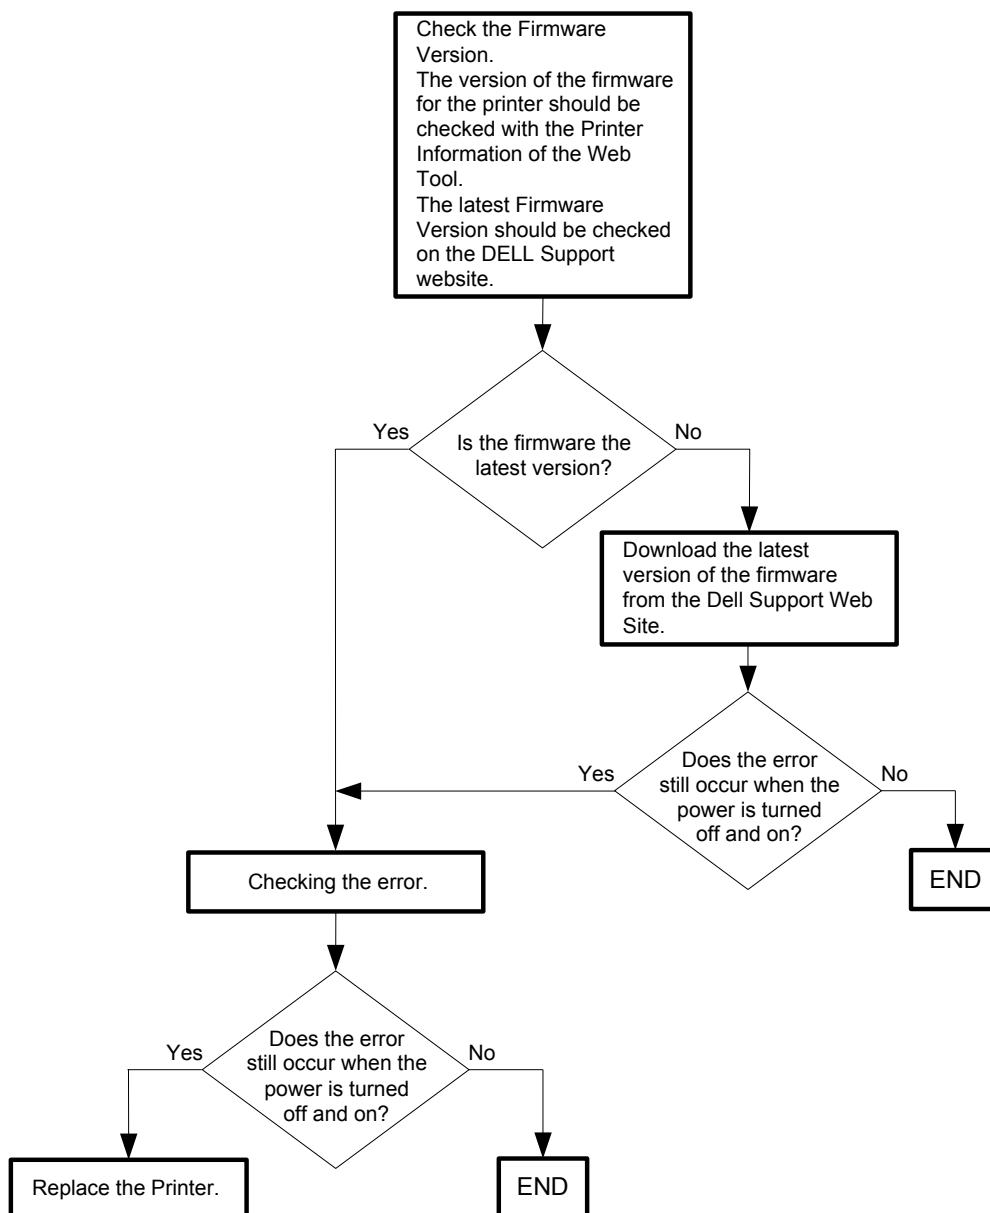 Check the Firmware
Version.
The version of the firmware
for the printer should be
checked with the Printer
Information of the Web
Tool.
The latest Firmware
Version should be checked
on the DELL Support
website.
Yes
No
Is the firmware the
latest version?
Download the latest
version of the firmware
from the Dell Support Web
Site.
Yes
No
Does the error
still occur when the
power is turned
off and on?
END
Checking the error.
Yes
No
Does the error
still occur when the
power is turned
off and on?
Replace the Printer.
END